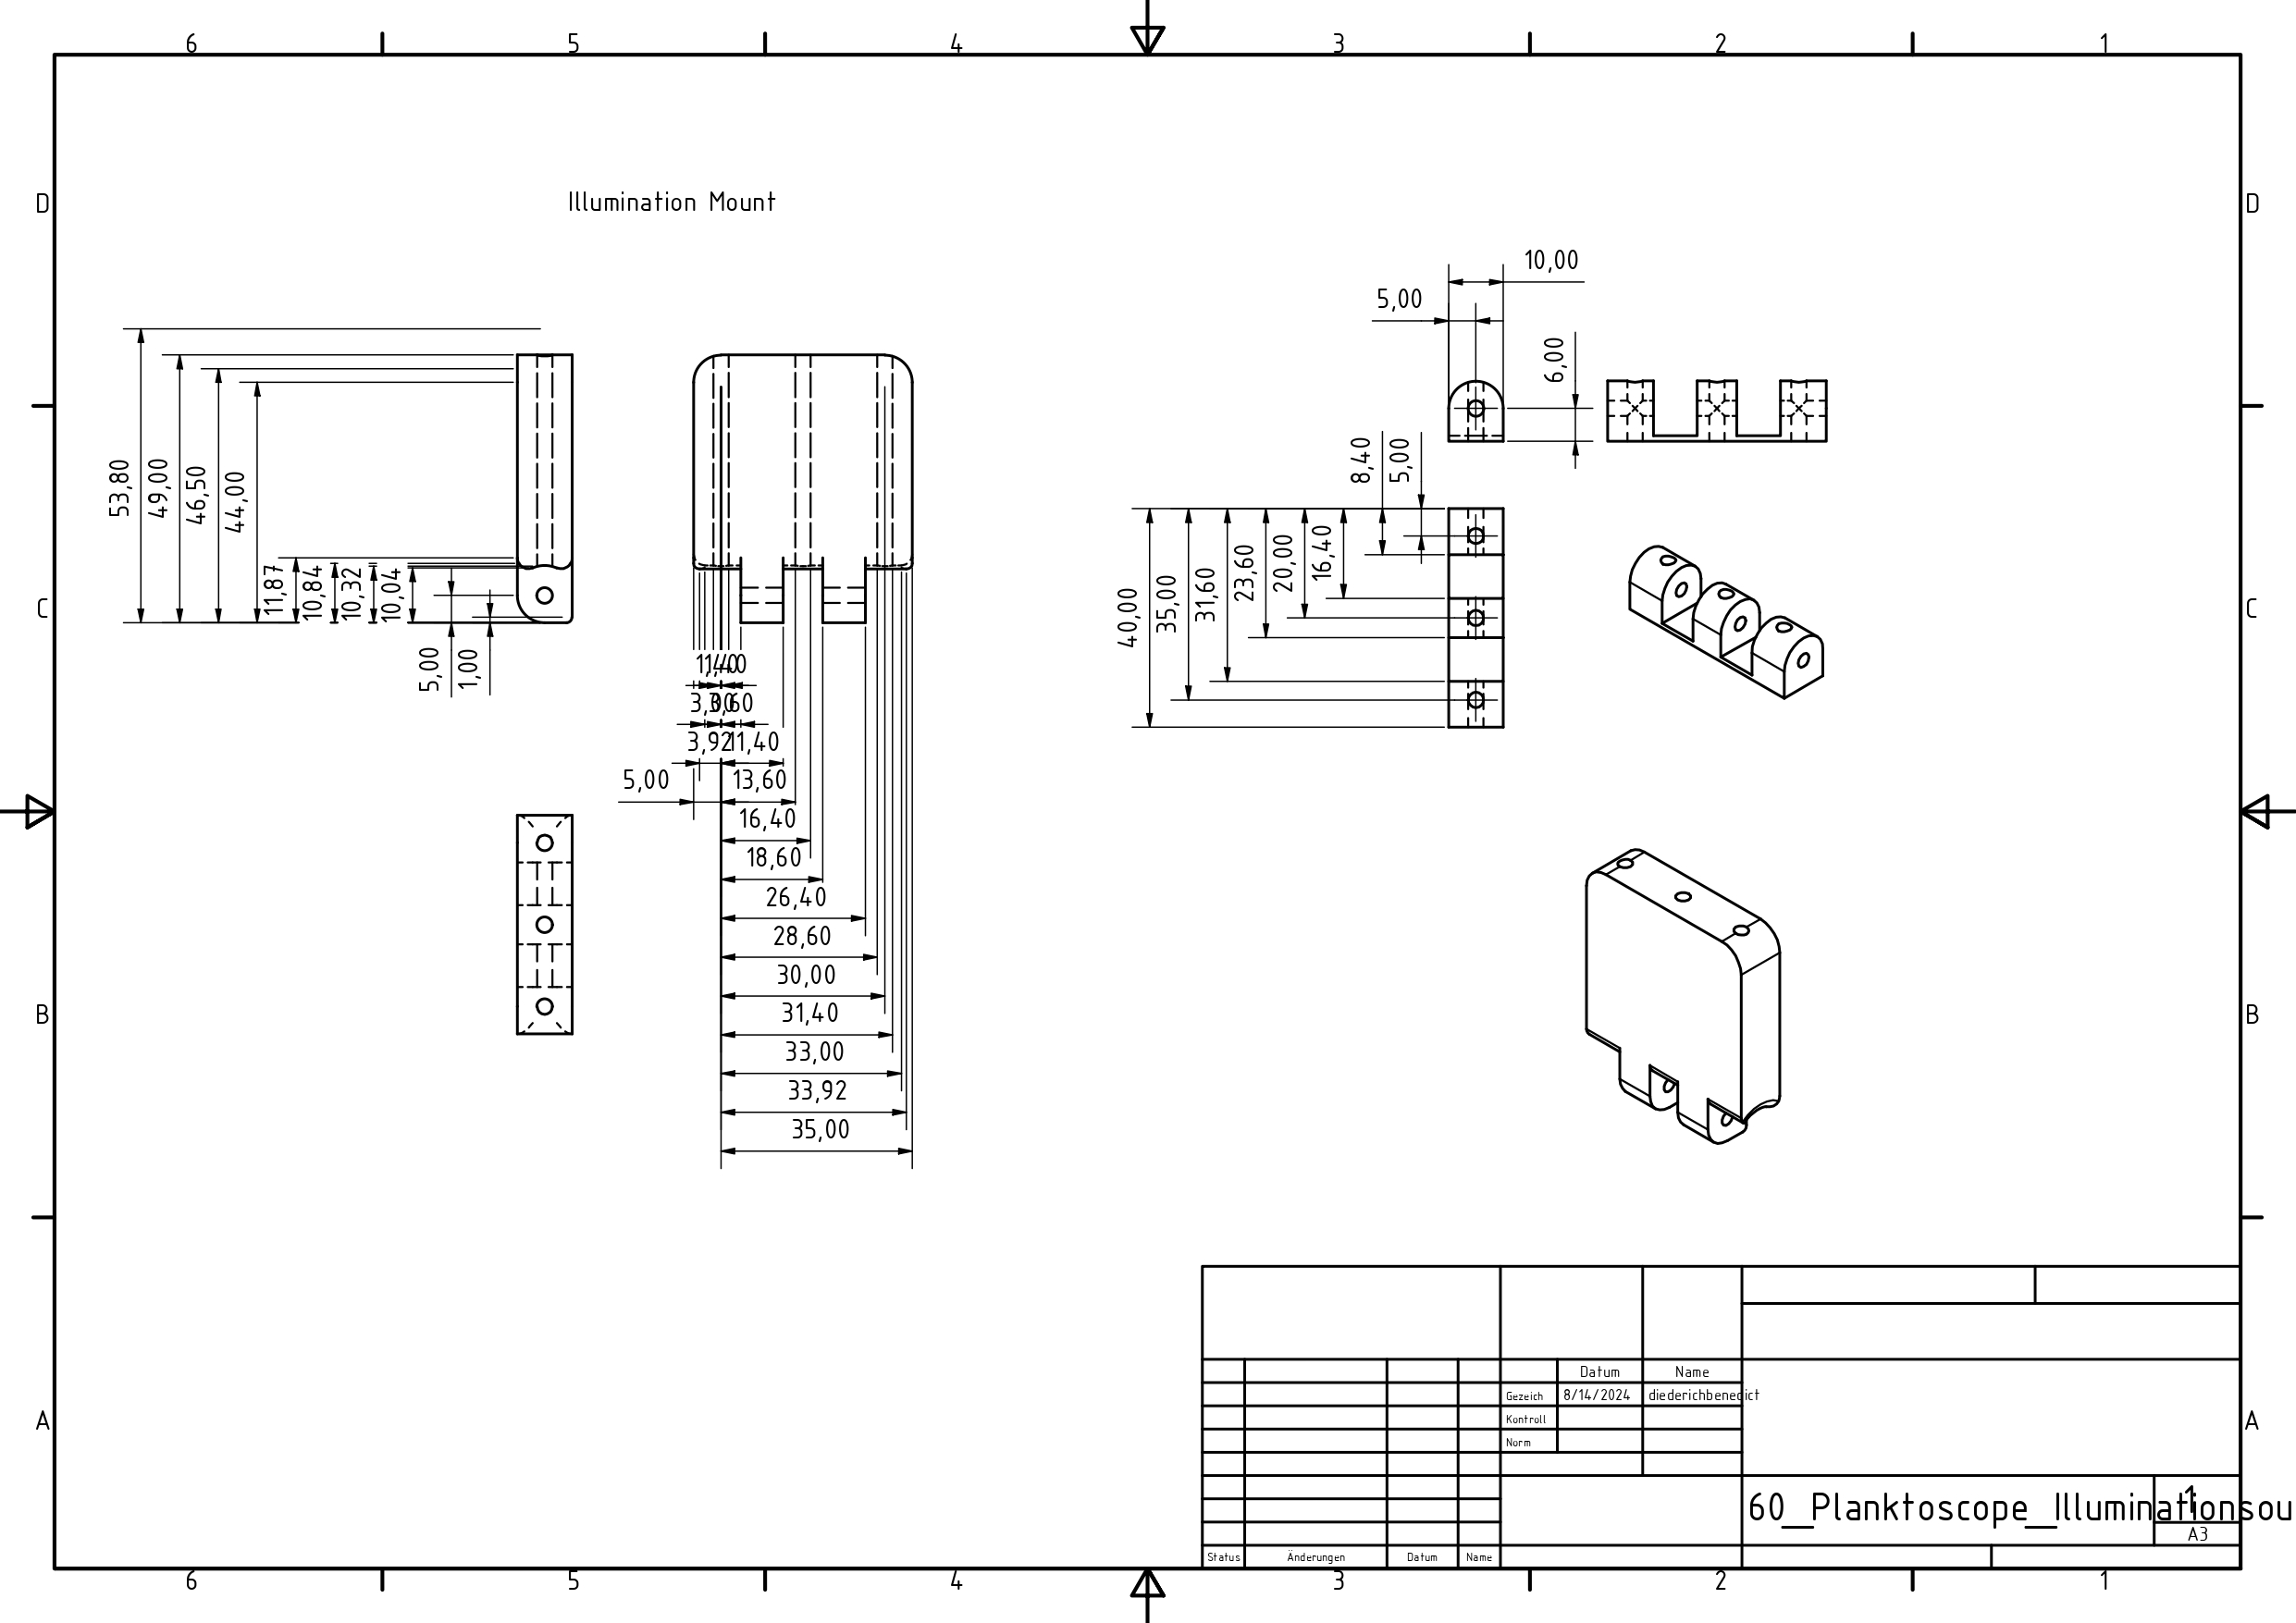 6 5 4 3 2 1
D D
Illumination Mount
10,00
5,00
6,00
53,80
49,00
46,50
44,00
11,87
10,84
10,32
10,04
5,00
1,00
8,40
5,00
40,00
35,00
31,60
23,60
20,00
16,40
C C
1,40
3,00
3,60
3,92
11,40
5,00
13,60
16,40
18,60
26,40
28,60
30,00
31,40
33,00
33,92
35,00
B B
Datum Name
Gezeich 8/14/2024 diederichbenedict
Kontroll
Norm
A A
60_Planktoscope_Illuminationsou
1
A3
Status Änderungen Datum Name
6 5 4 3 2 1